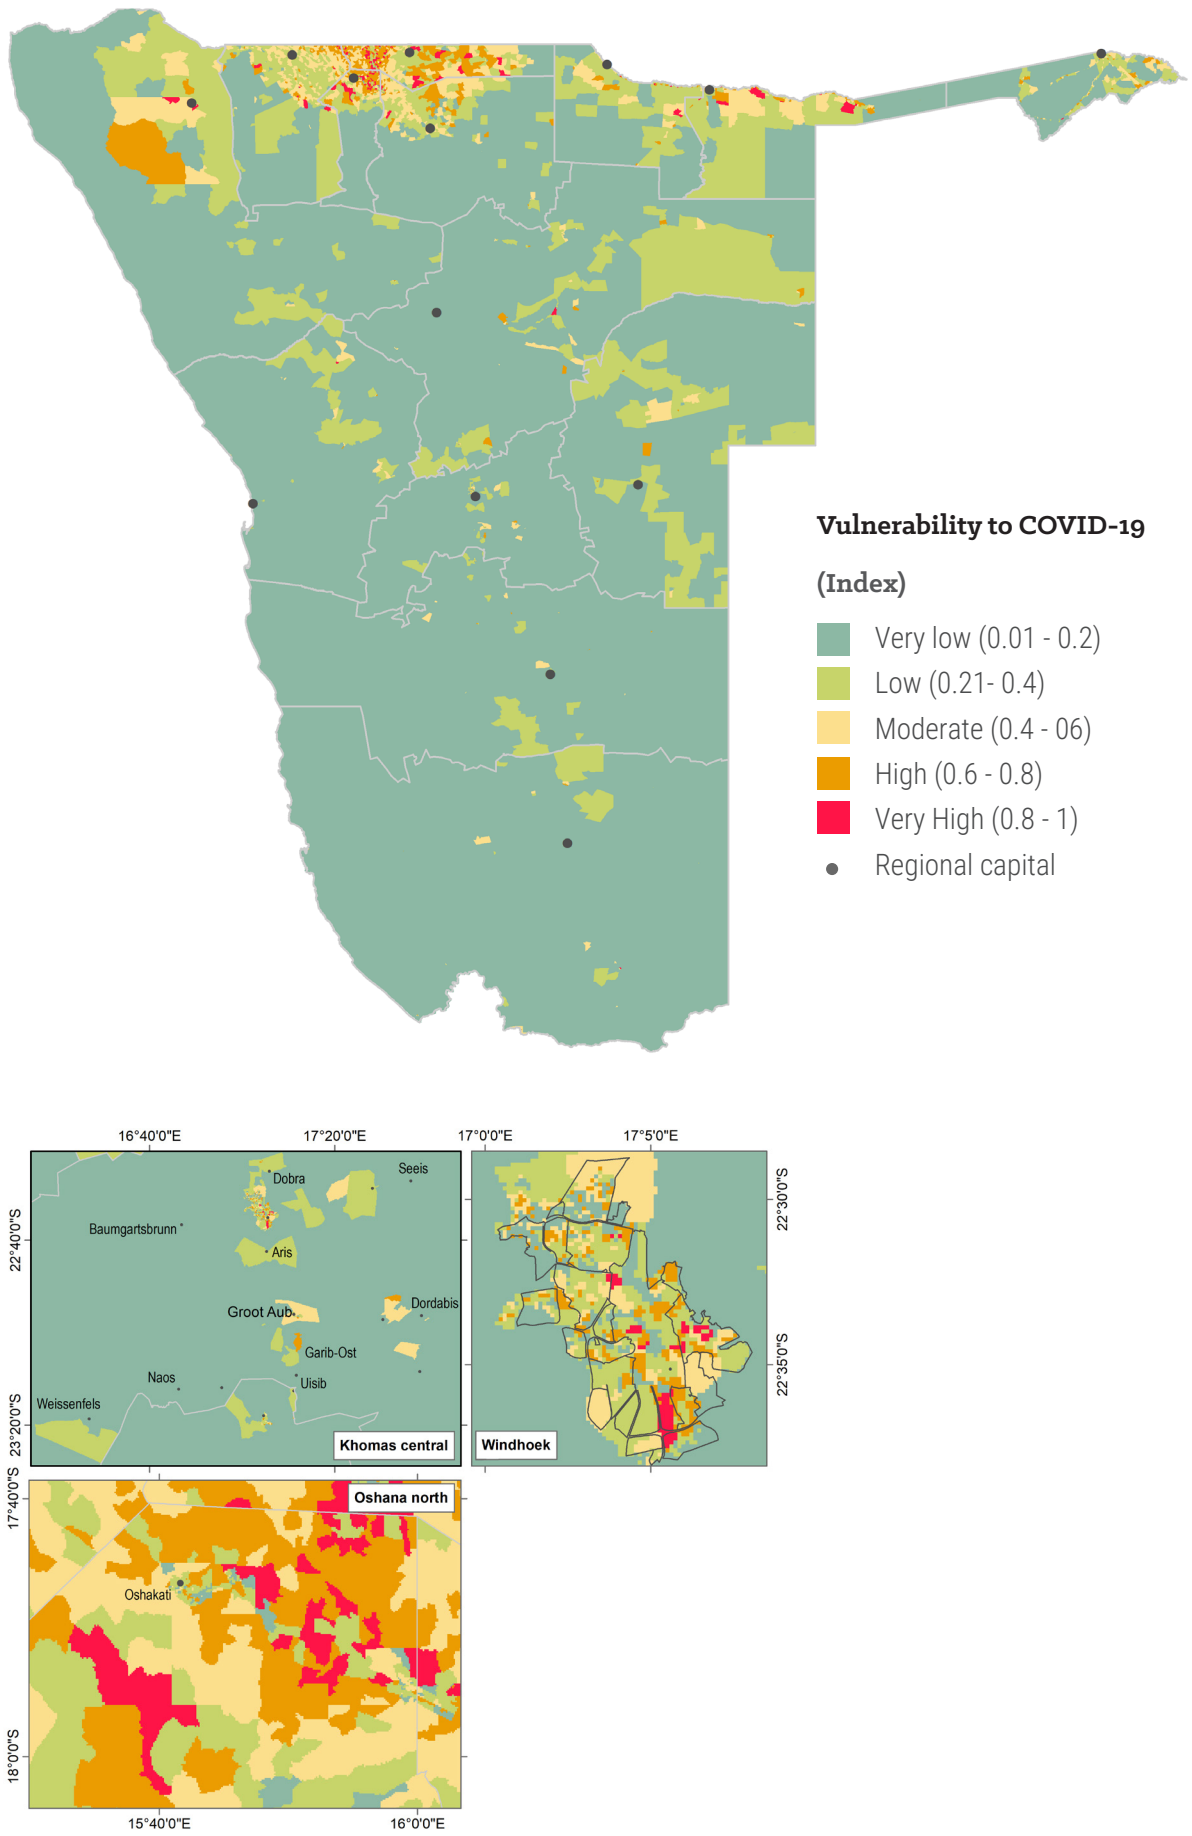 Vulnerability to COVID-19
(Index)
Very low (0.01 - 0.2)
Low (0.21- 0.4)
Moderate (0.4 - 06)
High (0.6 - 0.8)
Very High (0.8 - 1)
Regional capital
16°40'0"E
17°20'0"E
22°40'0"S
23°20'0"S
Dobra
Seeis
Baumgartsbrunn
Aris
Groot Aub
Dordabis
Garib-Ost
Naos
Uisib
Weissenfels
Khomas central
17°0'0"E
17°5'0"E
22°30'0"S
22°35'0"S
Windhoek
17°40'0"S
Oshana north
Oshakati
18°0'0"S
15°40'0"E
16°0'0"E